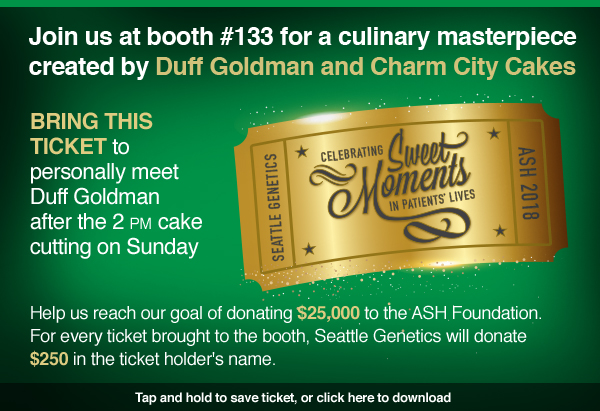 Join us at booth #133 for a culinary masterpiece
created by Duff Goldman and Charm City Cakes
BRING THIS
TICKET to
personally meet
Duff Goldman
after the 2 PM cake
cutting on Sunday
SEATTLE GENETICS
CELEBRATING Sweet
Moments
IN PATIENTS' LIVES
ASH 2018
Help us reach our goal of donating $25,000 to the ASH Foundation.
For every ticket brought to the booth, Seattle Genetics will donate
$250 in the ticket holder's name.
Tap and hold to save ticket, or click here to download